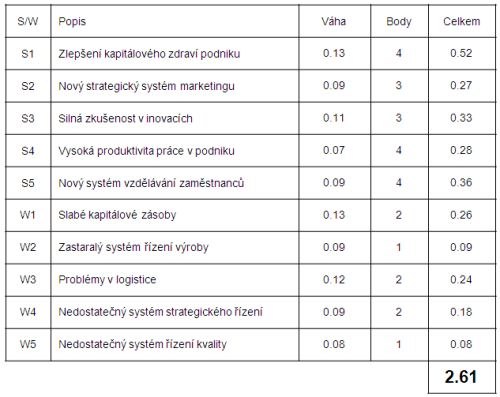 S/W Popis Váha Body Celkem
S1 Zlepšení kapitálového zdraví podniku 0.13 4 0.52
S2 Nový strategický systém marketingu 0.09 3 0.27
S3 Silná zkušenost v inovacích 0.11 3 0.33
S4 Vysoká produktivita práce v podniku 0.07 4 0.28
S5 Nový systém vzdělávání zaměstnanců 0.09 4 0.36
W1 Slabé kapitálové zásoby 0.13 2 0.26
W2 Zastaralý systém řízení výroby 0.09 1 0.09
W3 Problémy v logistice 0.12 2 0.24
W4 Nedostatečný systém strategického řízení 0.09 2 0.18
W5 Nedostatečný systém řízení kvality 0.08 1 0.08
2.61